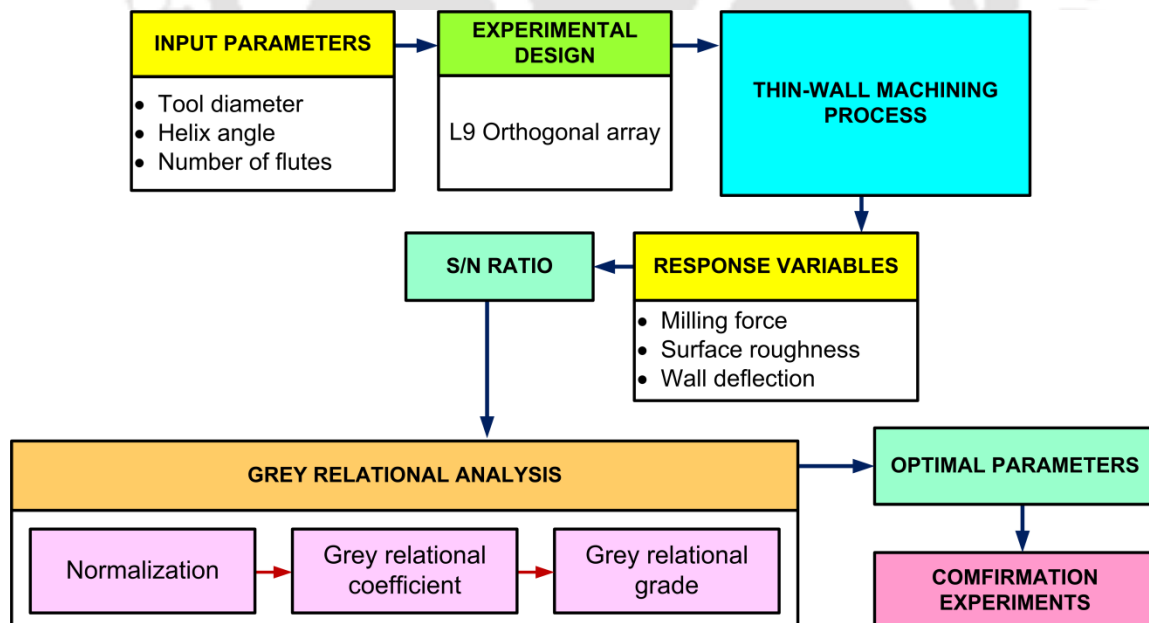 INPUT PARAMETERS
• Tool diameter
• Helix angle
• Number of flutes
EXPERIMENTAL
DESIGN
L9 Orthogonal array
THIN-WALL MACHINING
PROCESS
S/N RATIO
RESPONSE VARIABLES
• Milling force
• Surface roughness
• Wall deflection
GREY RELATIONAL ANALYSIS
Normalization
Grey relational
coefficient
Grey relational
grade
OPTIMAL PARAMETERS
COMFIRMATION
EXPERIMENTS